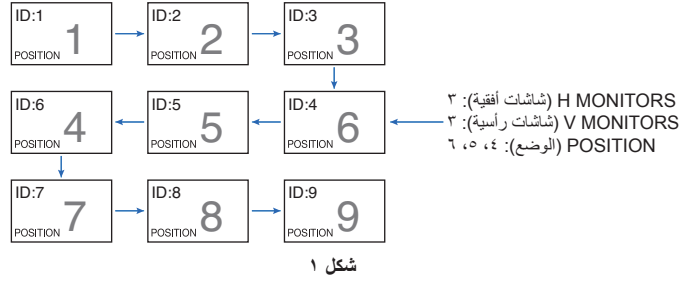 ID:1
POSITION 1
ID:2
POSITION 2
ID:3
POSITION 3
ID:6
POSITION 4
ID:5
POSITION 5
ID:4
POSITION 6
H MONITORS (شاشات أفقية): ٣
V MONITORS (شاشات رأسية): ٣
POSITION (الوضع): ٤، ٥، ٦
ID:7
POSITION 7
ID:8
POSITION 8
ID:9
POSITION 9
شكل ١